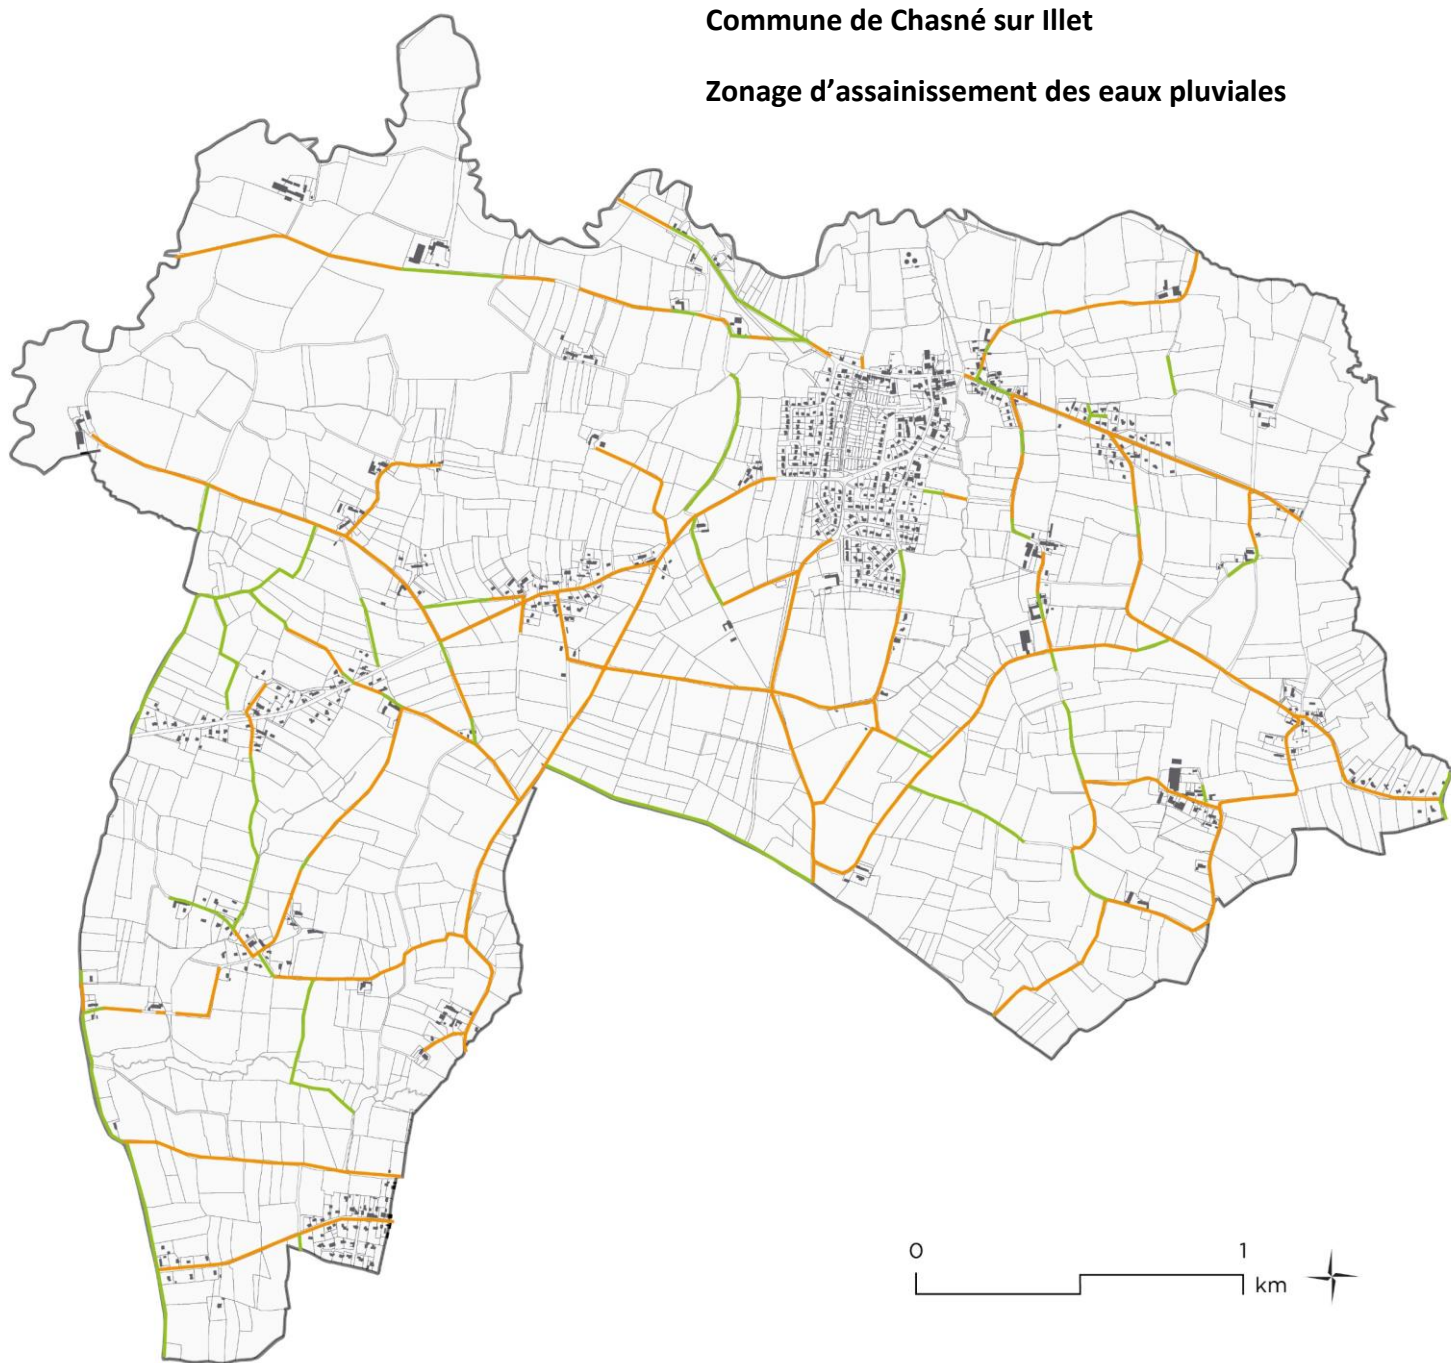 Commune de Chasné sur Illet
Zonage d’assainissement des eaux pluviales
0 1
km